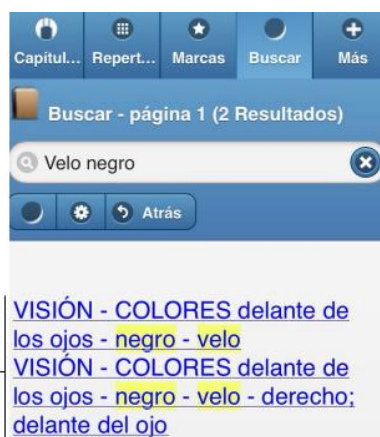 Capítul... Repert... Marcas Buscar Más
Buscar - página 1 (2 Resultados)
Velo negro
Atrás
VISIÓN - COLORES delante de
los ojos - negro - velo
VISIÓN - COLORES delante de
los ojos - negro - velo - derecho;
delante del ojo